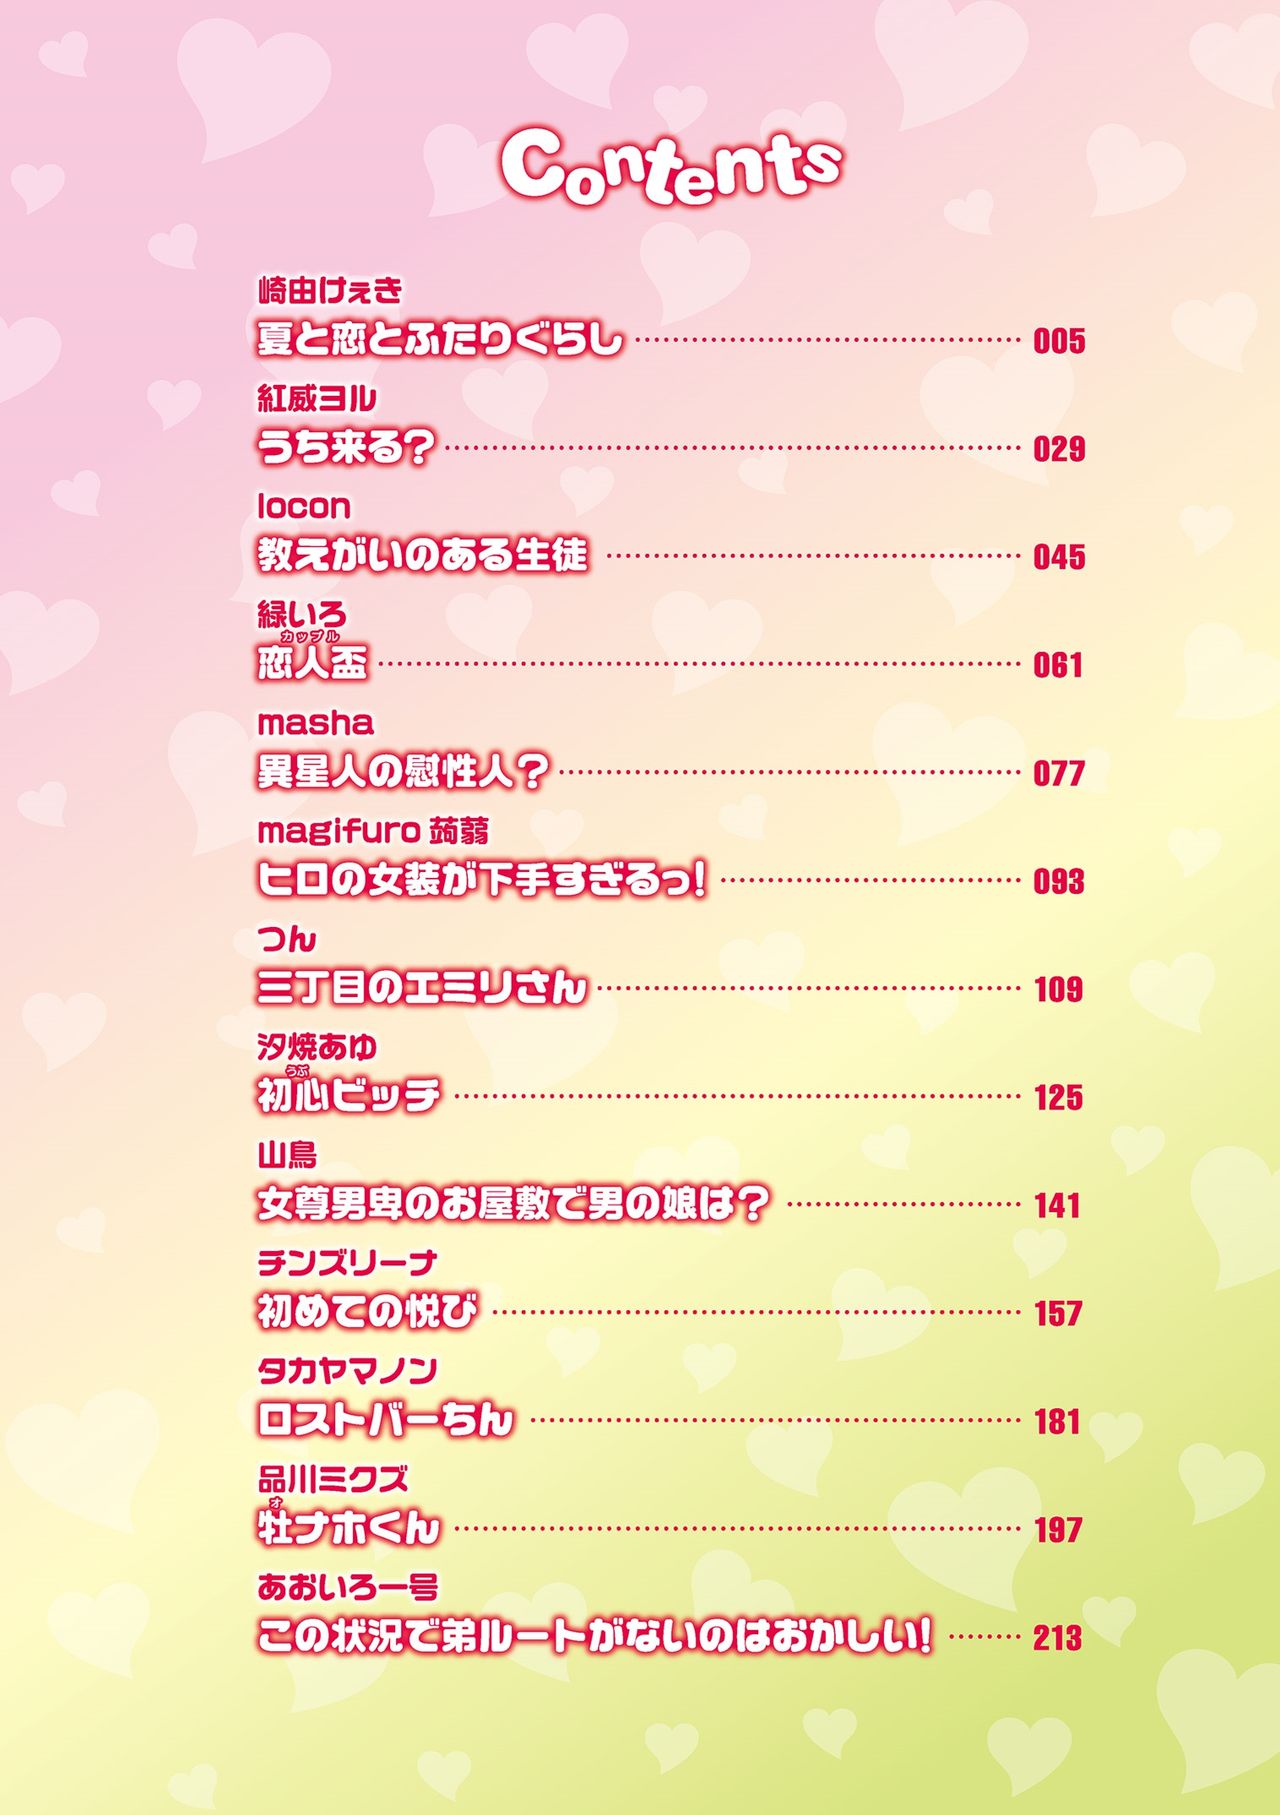 Contents
崎由けぇき
夏と恋とふたりぐらし 005
紅威ヨル
うち来る? 029
locon
教えがいのある生徒 045
緑いろ
カップル
恋人盃 061
masha
異星人の慰性人? 077
magifuro 蒟蒻
ヒロの女装が下手すぎるっ! 093
つん
三丁目のエミリさん 109
汐焼あゆ
うぶ
初心ビッチ 125
山鳥
女尊男卑のお屋敷で男の娘は? 141
チンズリーナ
初めての悦び 157
タカヤマノン
ロストバーちん 181
品川ミクズ
オ
牡ナホくん 197
あおいろ一号
この状況で弟ルートがないのはおかしい! 213